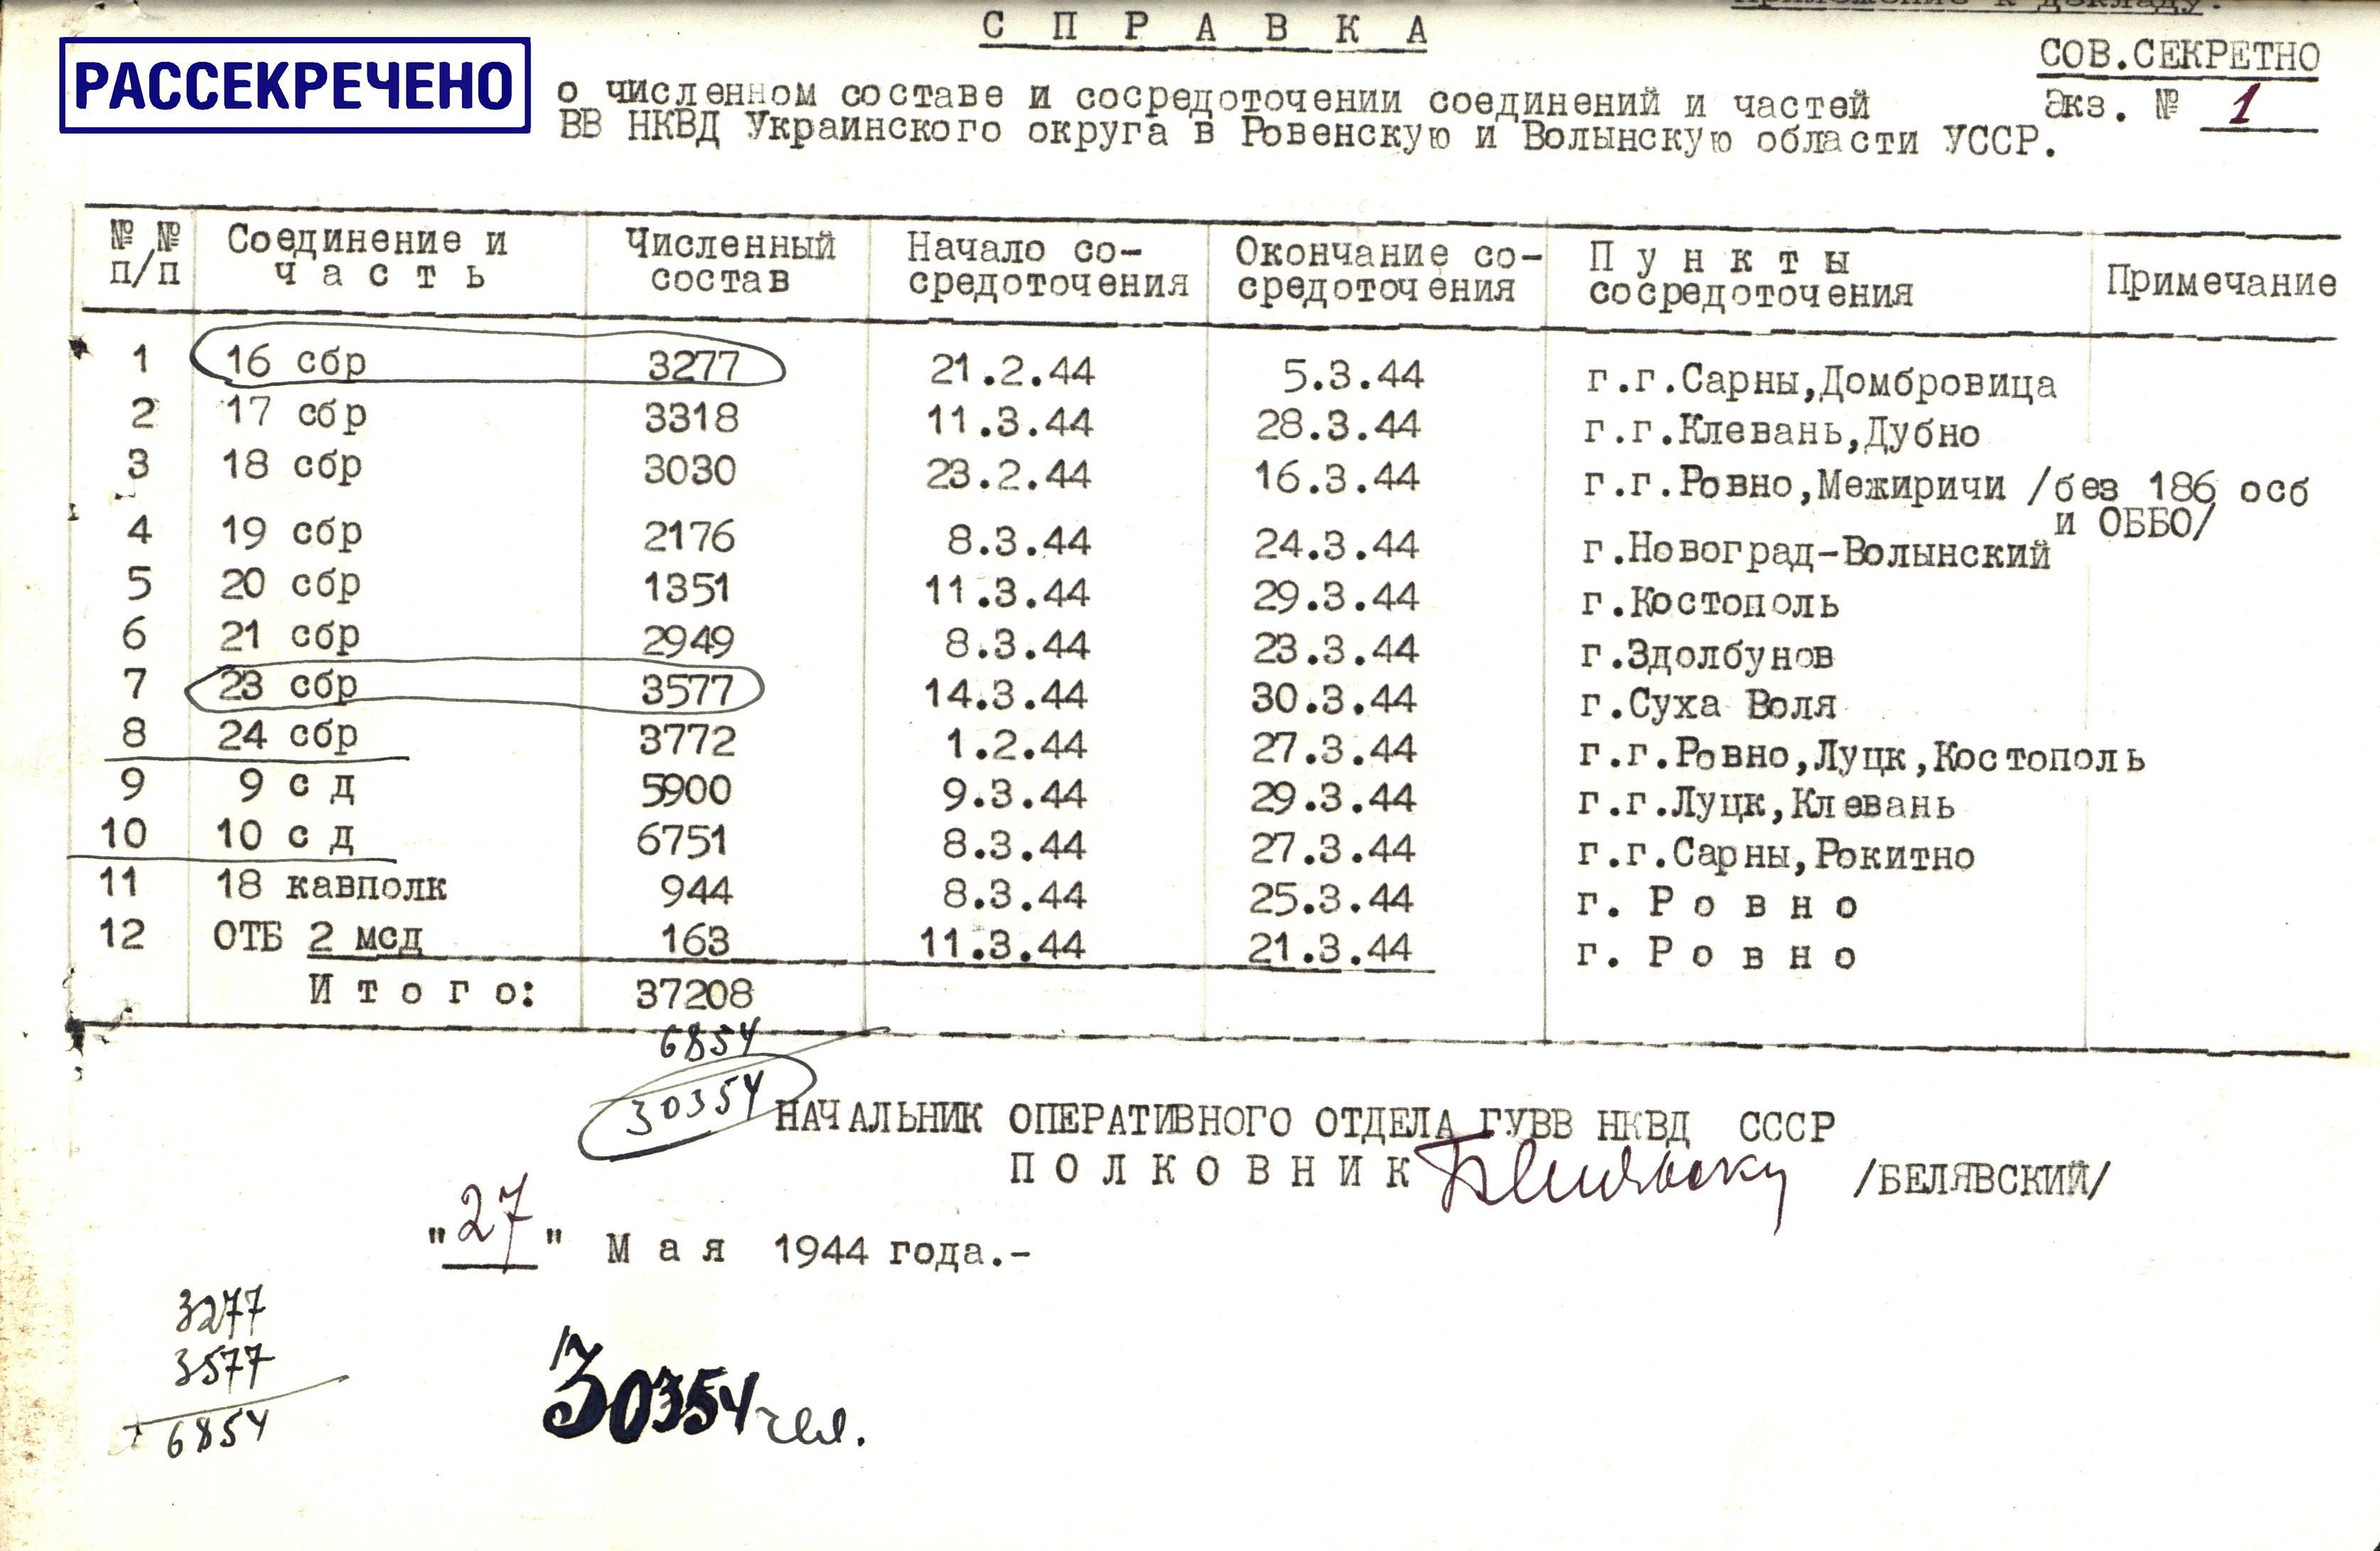 Приложение к докладу.
С П Р А В К А
СОВ.СЕКРЕТНО
РАССЕКРЕЧЕНО
о численном составе и сосредоточении соединений и частей
Экз. № 1
ВВ НКВД Украинского округа в Ровенскую и Волынскую области УССР.
№ № п/п Соединение и часть Численный состав Начало со-средоточения Окончание со-средоточения П у н к т ы сосредоточения Примечание
1 16 сбр 3277 21.2.44 5.3.44 г.г.Сарны,Домбровица
2 17 сбр 3318 11.3.44 28.3.44 г.г.Клевань,Дубно
3 18 сбр 3030 23.2.44 16.3.44 г.г.Ровно,Межиричи /без 186 осб
и ОББО/
4 19 сбр 2176 8.3.44 24.3.44 г.Новоград-Волынский
5 20 сбр 1351 11.3.44 29.3.44 г.Костополь
6 21 сбр 2949 8.3.44 23.3.44 г.Здолбунов
7 23 сбр 3577 14.3.44 30.3.44 г.Суха Воля
8 24 сбр 3772 1.2.44 27.3.44 г.г.Ровно,Луцк,Костополь
9 9 с д 5900 9.3.44 29.3.44 г.г.Луцк,Клевань
10 10 с д 6751 8.3.44 27.3.44 г.г.Сарны,Рокитно
11 18 кавполк 944 8.3.44 25.3.44 г. Р о в н о
12 ОТБ 2 мсд 163 11.3.44 21.3.44 г. Р о в н о
И т о г о: 37208
6854
30354
НАЧАЛЬНИК ОПЕРАТИВНОГО ОТДЕЛА ГУВВ НКВД СССР
П О Л К О В Н И К /БЕЛЯВСКИЙ/
"27" М а я 1944 года.-
3277
3577
+ 6854
30354 чел.